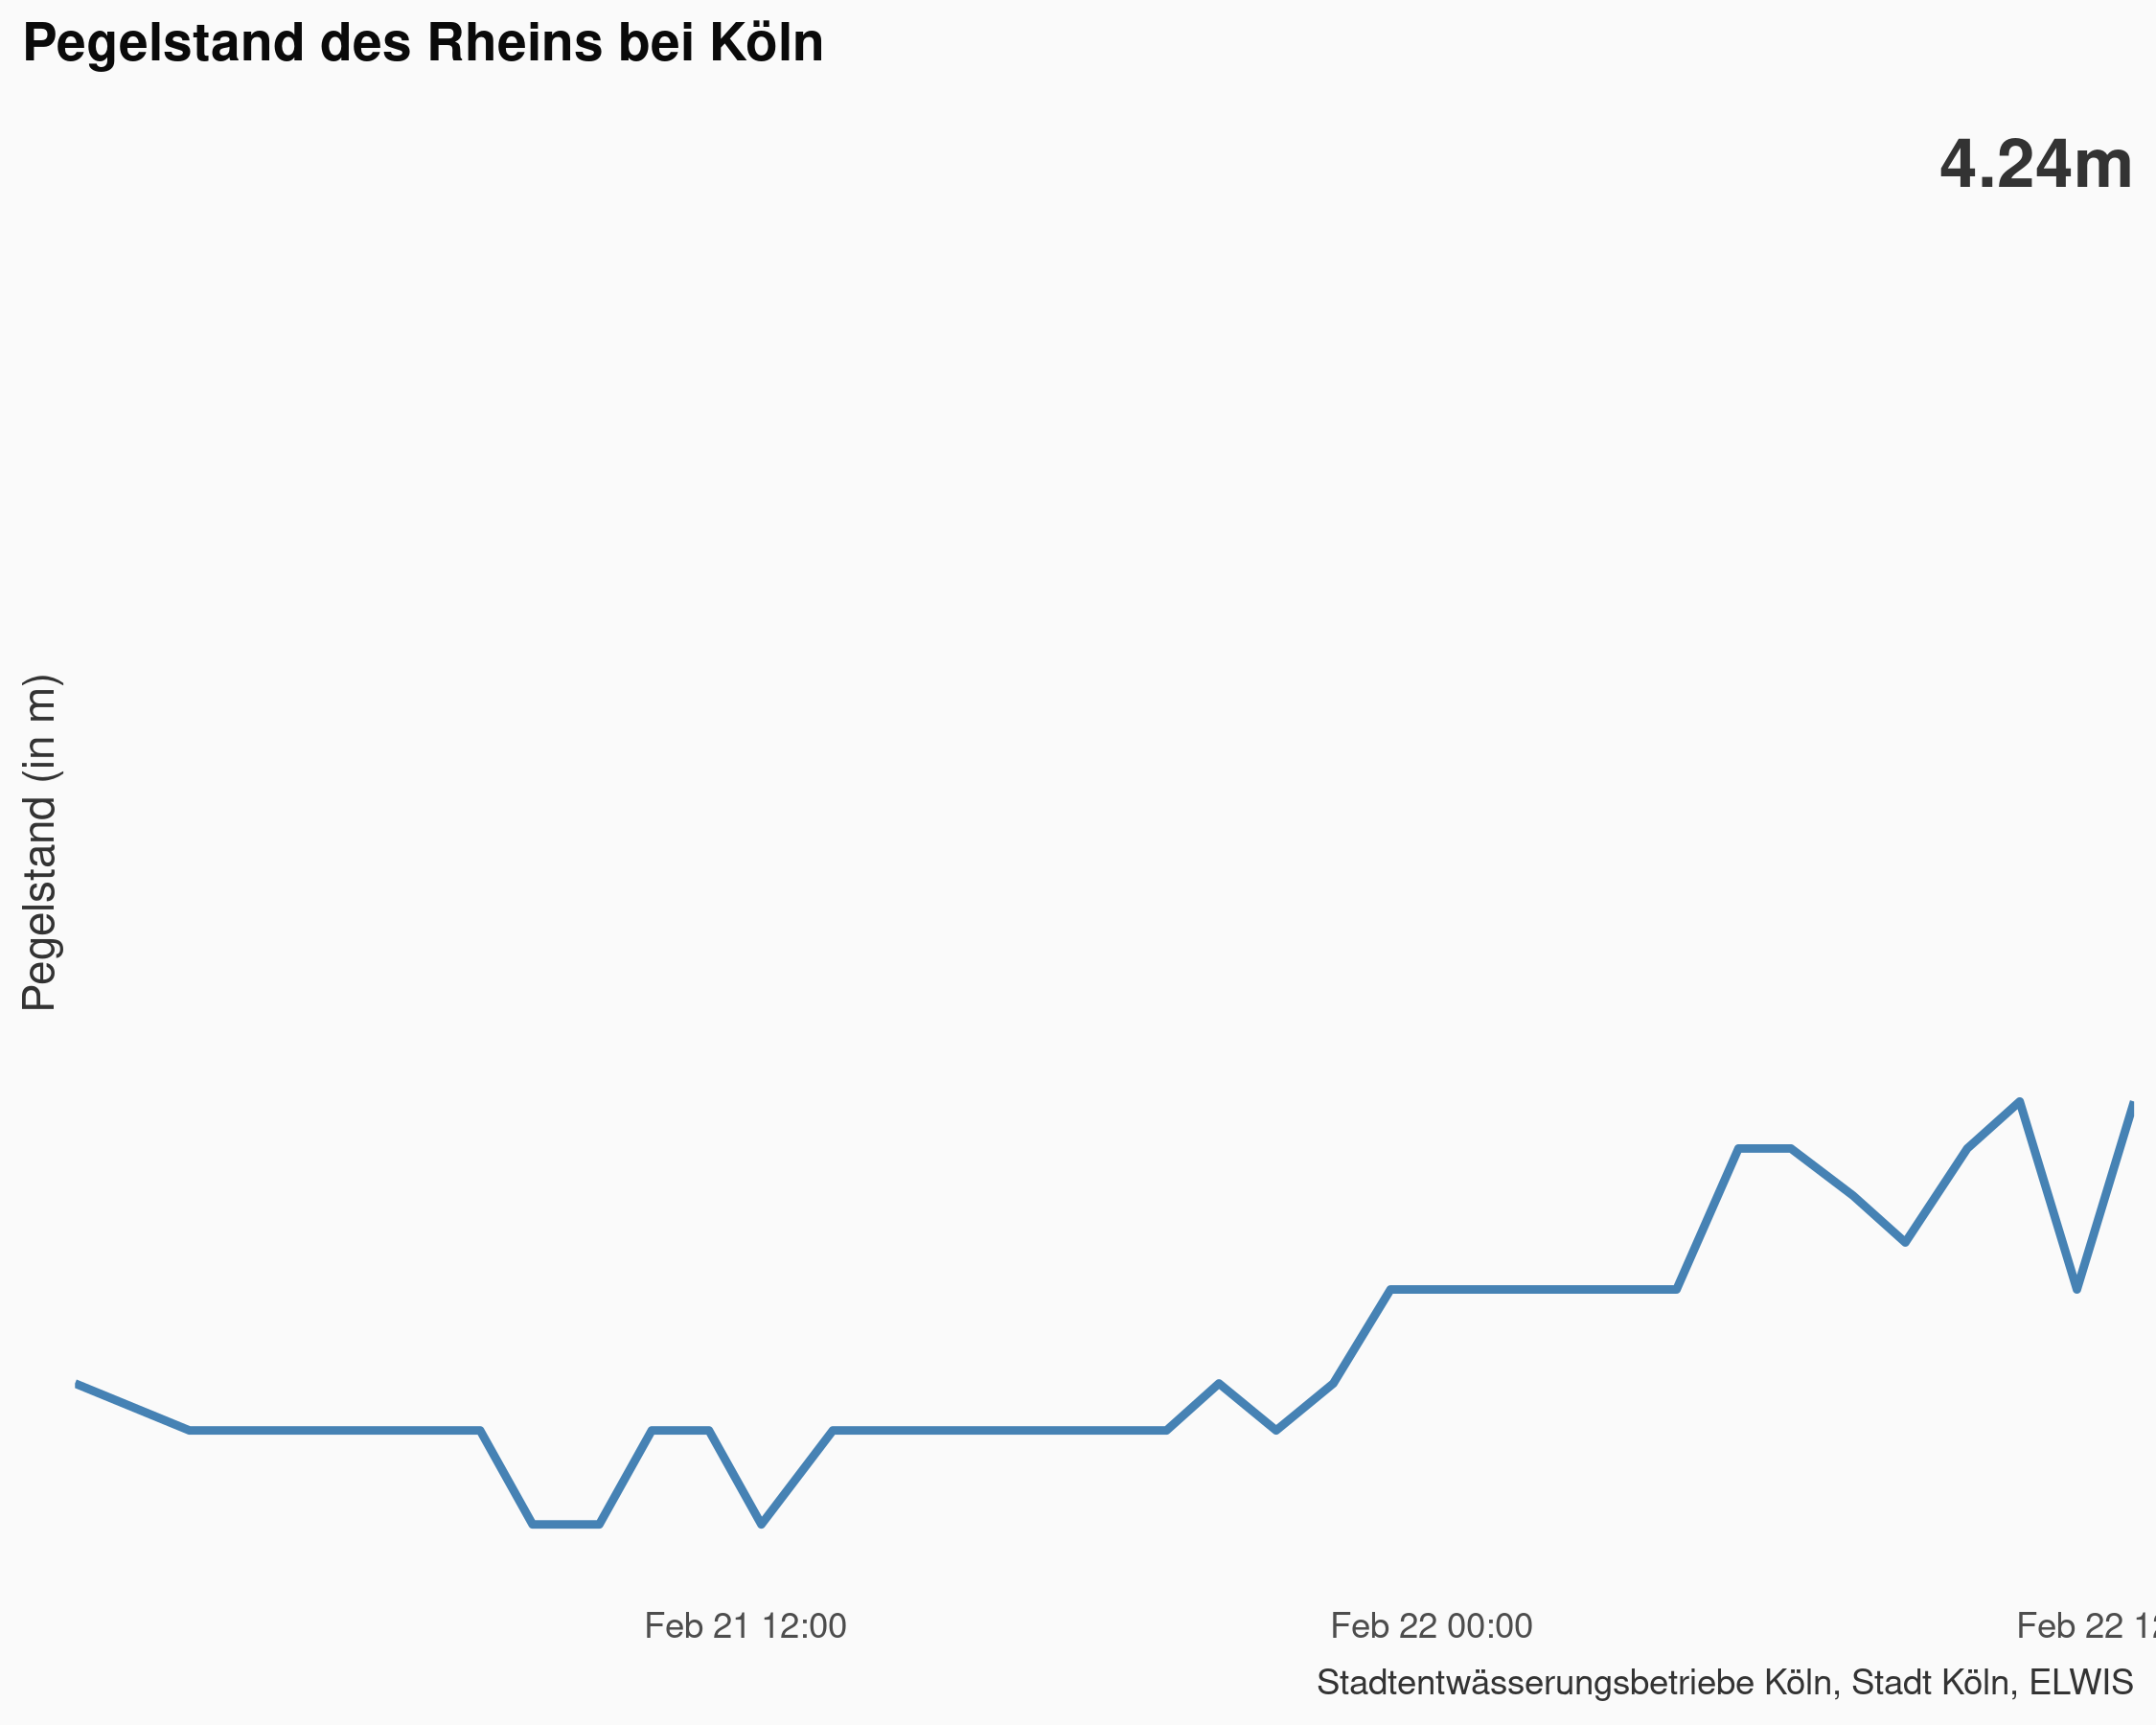 Pegelstand des Rheins bei Köln
4.24m
Pegelstand (in m)
Feb 21 12:00
Feb 22 00:00
Feb 22 12
Stadtentwässerungsbetriebe Köln, Stadt Köln, ELWIS